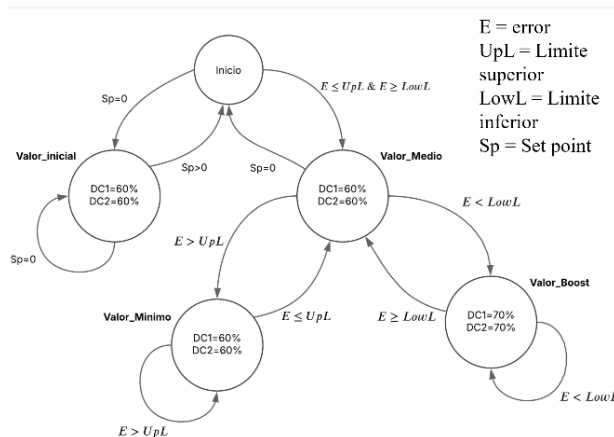 E = error
UpL = Limite
superior
LowL = Limite
inferior
Sp = Set point
Inicio
Sp=0
E ≤ UpL & E ≥ LowL
Valor_inicial
Sp>0
Sp=0
Valor_Medio
DC1=60%
DC2=60%
DC1=60%
DC2=60%
E < LowL
E > UpL
Sp=0
Valor_Boost
Valor_Minimo
E ≤ UpL
E ≥ LowL
DC1=70%
DC2=70%
DC1=60%
DC2=60%
E < LowL
E > UpL